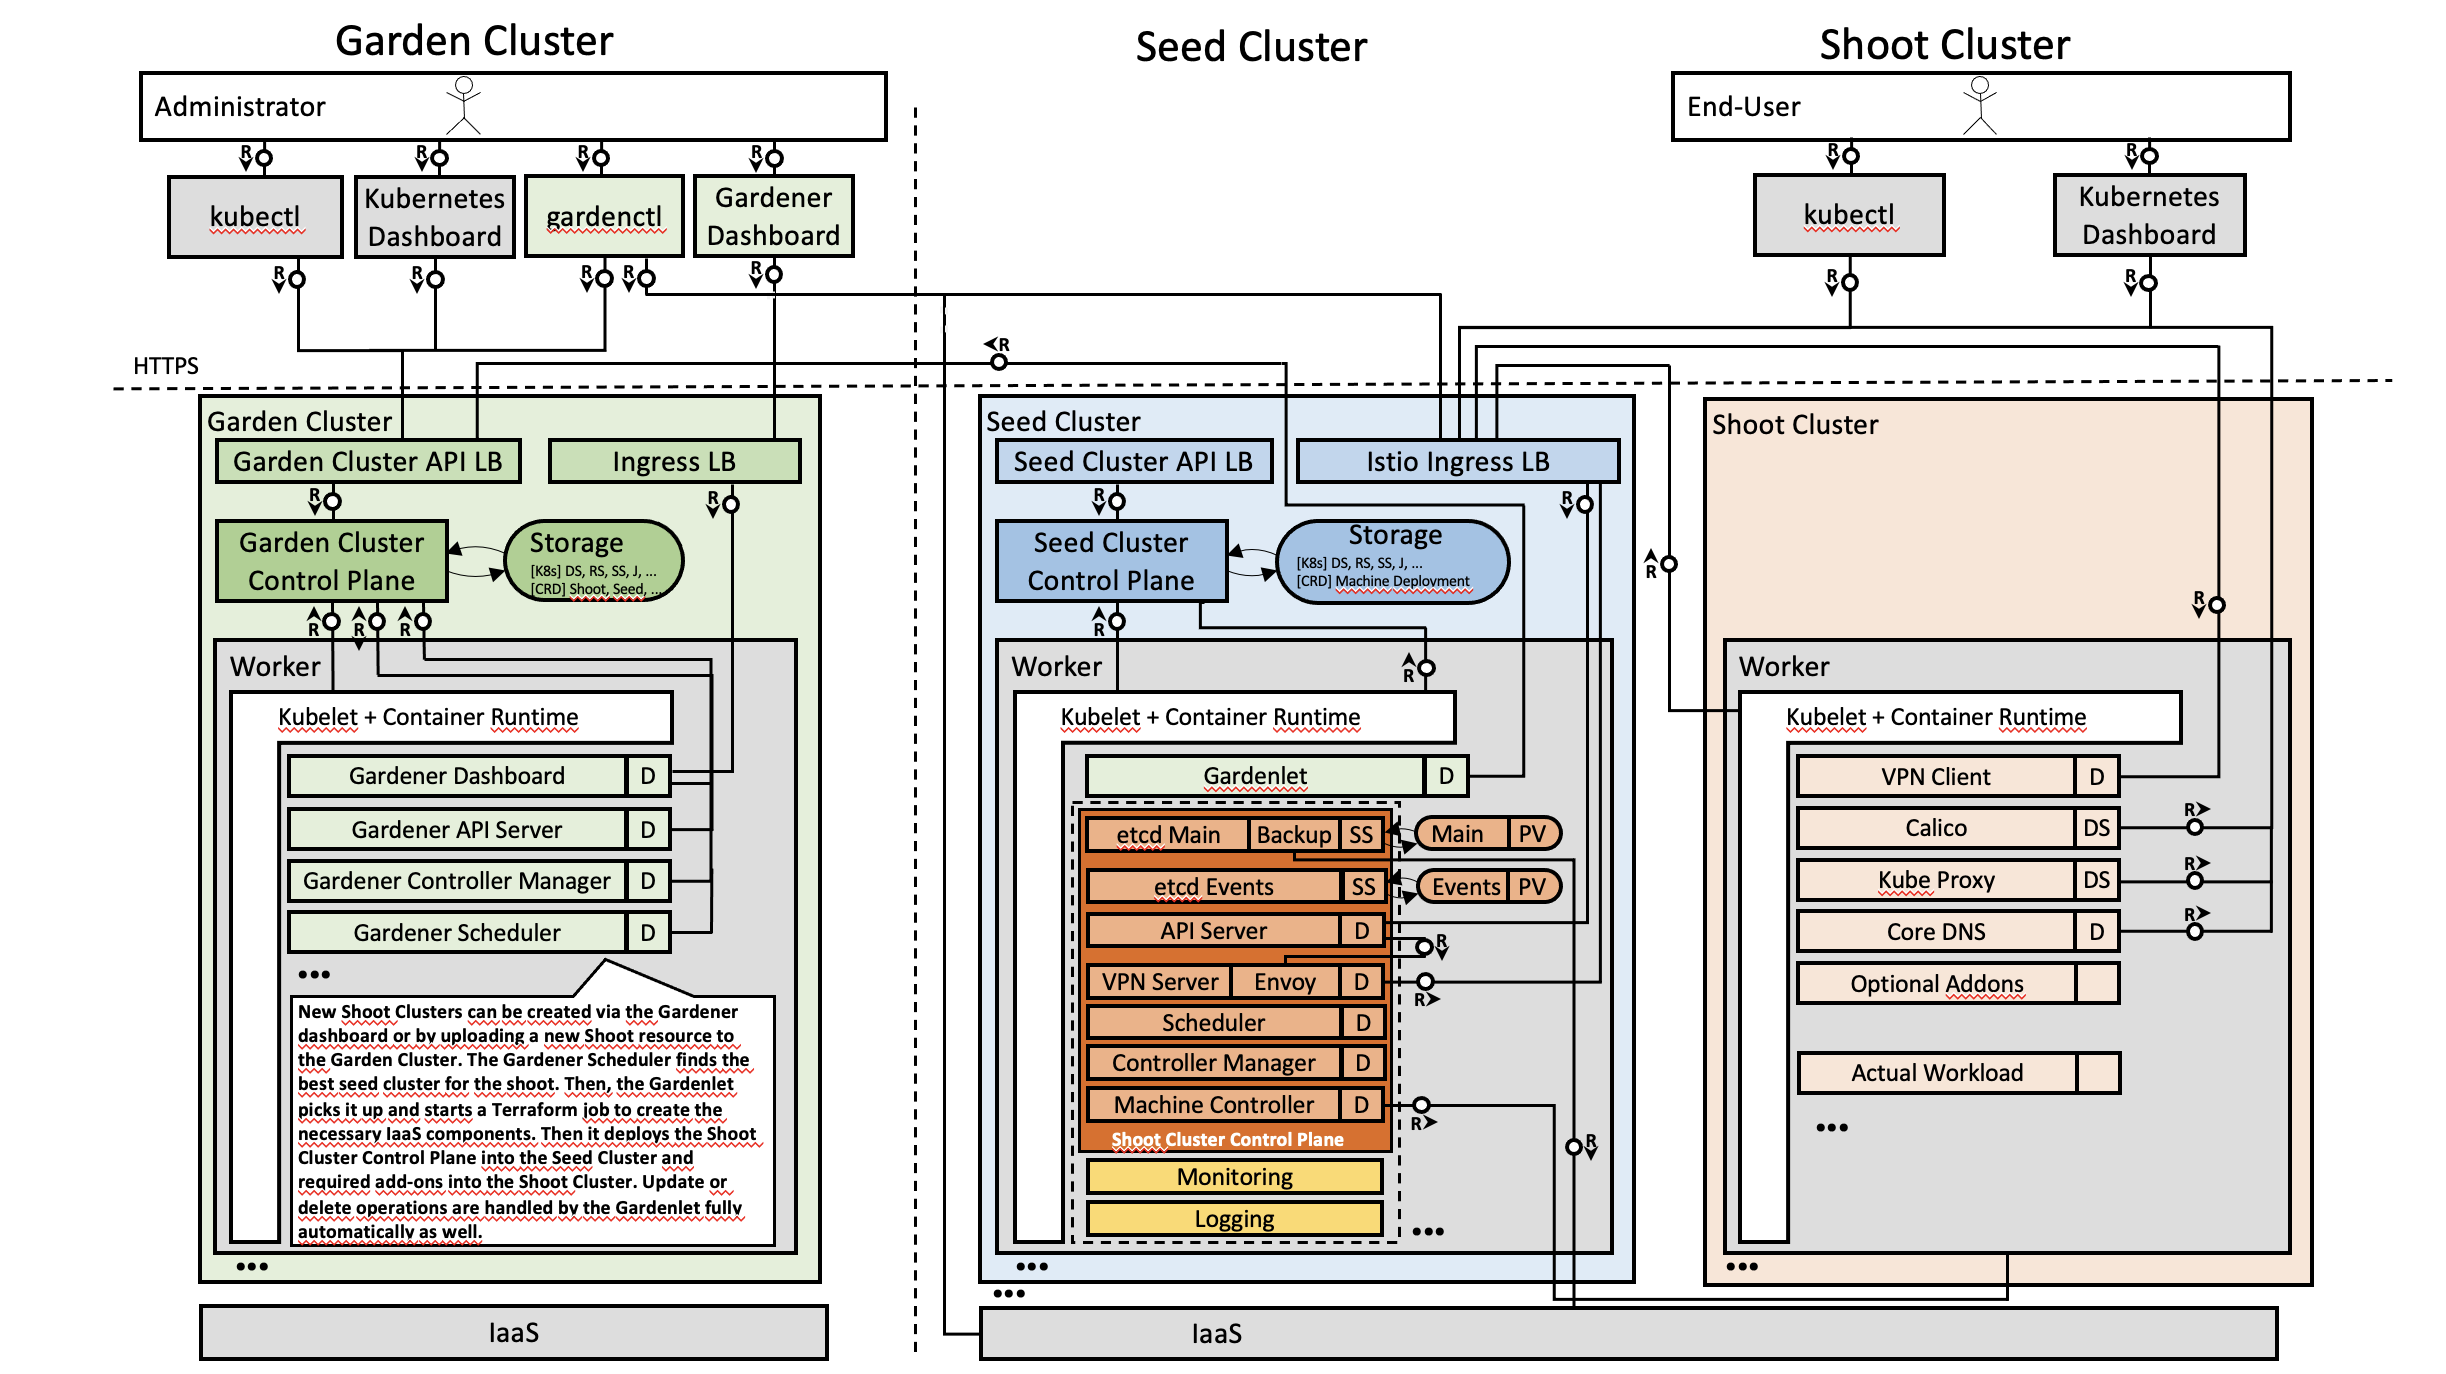 Garden Cluster
Seed Cluster
Shoot Cluster
Administrator
End-User
R
R
R
R
R
R
kubectl
Kubernetes
Dashboard
gardenctl
Gardener
Dashboard
kubectl
Kubernetes
Dashboard
R
R
R
R
R
R
R
R
HTTPS
Garden Cluster
Garden Cluster API LB
Ingress LB
R
R
Garden Cluster
Control Plane
Storage
[K8s] DS, RS, SS, J, ...
[CRD] Shoot, Seed, ...
R
R
R
Worker
Kubelet + Container Runtime
Gardener Dashboard
D
Gardener API Server
D
Gardener Controller Manager
D
Gardener Scheduler
D
•••
New Shoot Clusters can be created via the Gardener
dashboard or by uploading a new Shoot resource to
the Garden Cluster. The Gardener Scheduler finds the
best seed cluster for the shoot. Then, the Gardenlet
picks it up and starts a Terraform job to create the
necessary IaaS components. Then it deploys the Shoot
Cluster Control Plane into the Seed Cluster and
required add-ons into the Shoot Cluster. Update or
delete operations are handled by the Gardenlet fully
automatically as well.
•••
IaaS
Seed Cluster
Seed Cluster API LB
Istio Ingress LB
R
R
Seed Cluster
Control Plane
Storage
[K8s] DS, RS, SS, J, ...
[CRD] Machine Deployment
R
R
Worker
R
Kubelet + Container Runtime
Gardenlet
D
etcd Main
Backup
SS
Main
PV
etcd Events
SS
Events
PV
API Server
D
R
VPN Server
Envoy
D
R
Scheduler
D
Controller Manager
D
Machine Controller
D
R
Shoot Cluster Control Plane
R
Monitoring
Logging
•••
•••
•••
IaaS
Shoot Cluster
R
Worker
Kubelet + Container Runtime
VPN Client
D
Calico
DS
R
Kube Proxy
DS
R
Core DNS
D
R
Optional Addons
Actual Workload
•••
•••